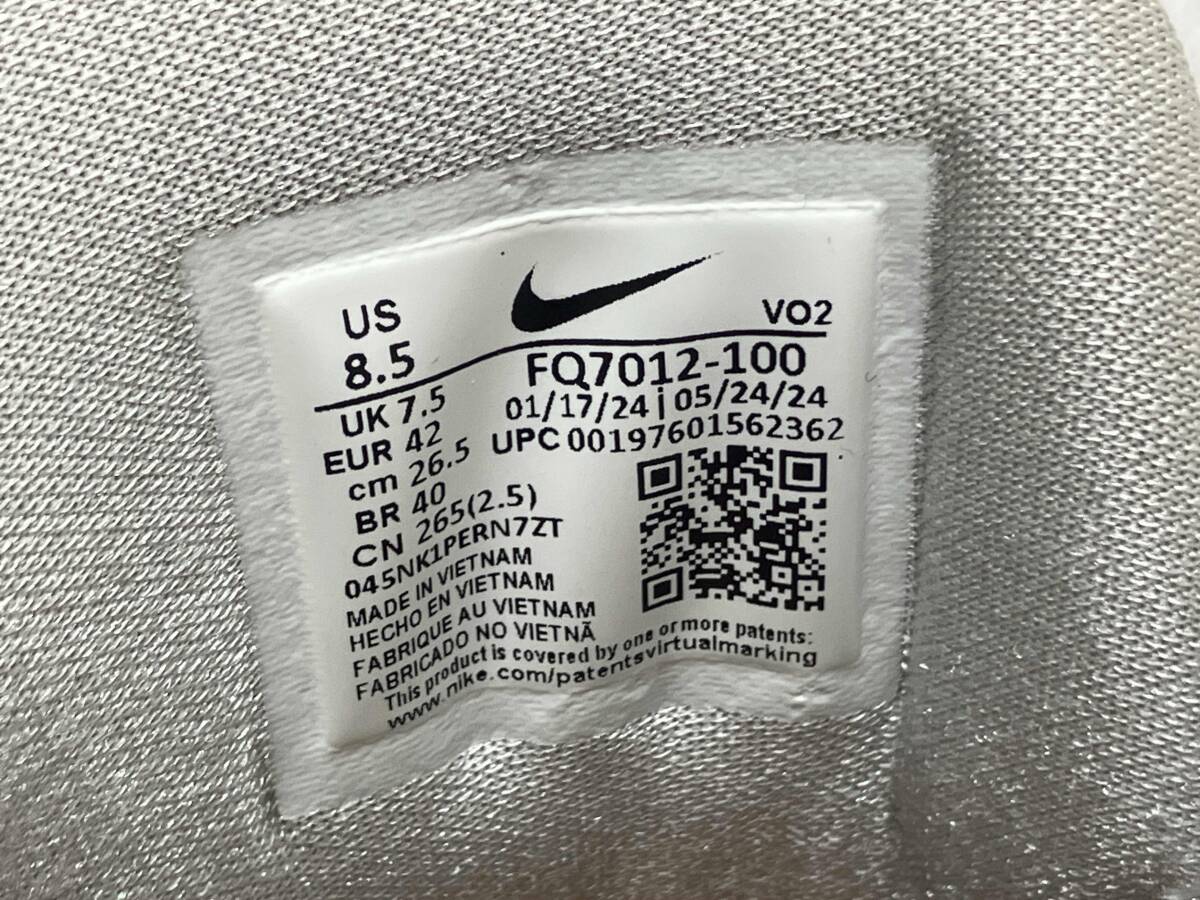 US
8.5
VO2
UK 7.5
EUR 42
cm 26.5
BR 40
CN 265(2.5)
FQ7012-100
01/17/24 | 05/24/24
UPC 00197601562362
045NK1PERN7ZT
MADE IN VIETNAM
HECHO EN VIETNAM
FABRIQUE AU VIETNAM
FABRICADO NO VIETNÃ
This product is covered by one or more patents:
www.nike.com/patentsvirtualmarking